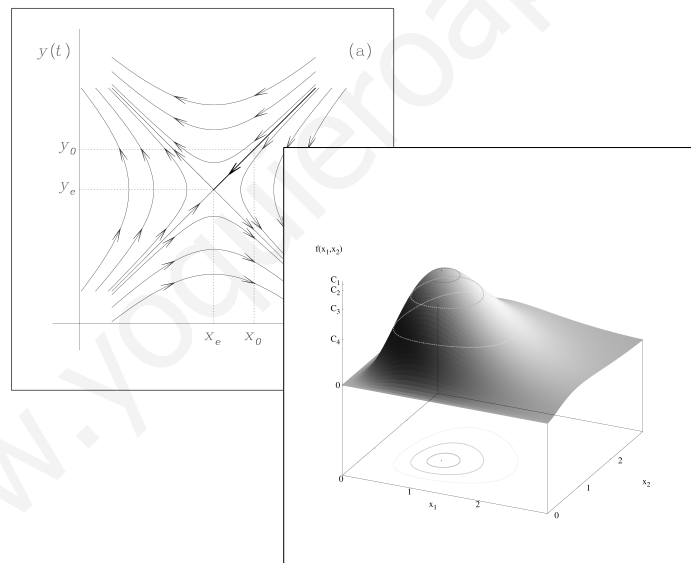 y(t)
(a)
y0
ye
xe
x0
f(x1,x2)
C1
C2
C3
C4
0
0
1
2
x1
0
1
2
x2
w.yoquieroap